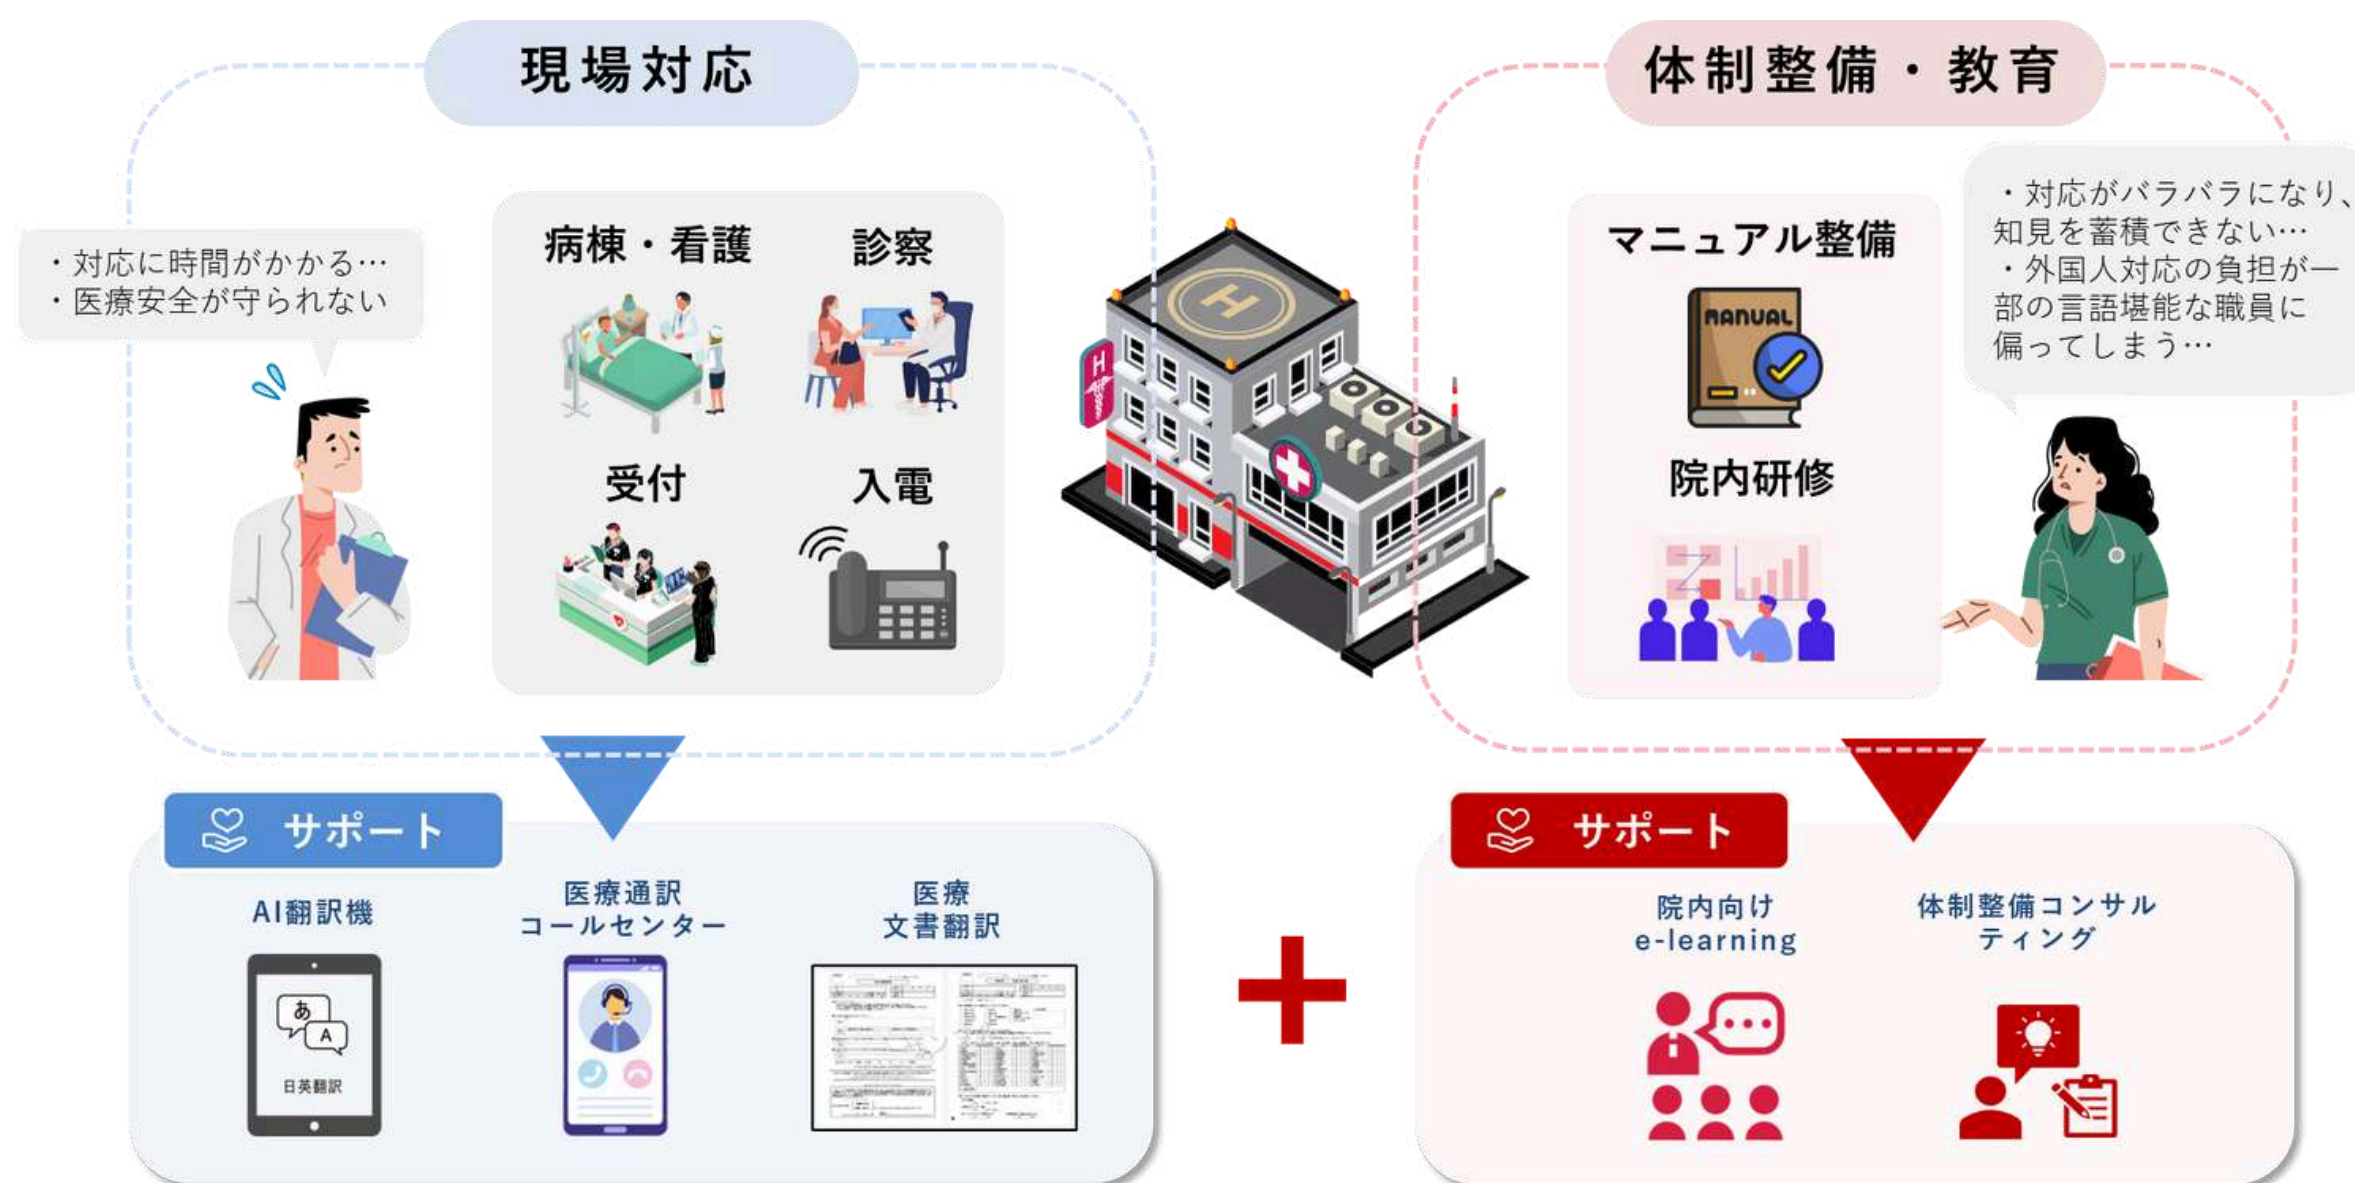 現場対応
・対応に時間がかかる…
・医療安全が守られない
病棟・看護
診察
受付
入電
H
H
体制整備・教育
マニュアル整備
MANUAL
院内研修
・対応がバラバラになり、
知見を蓄積できない…
・外国人対応の負担が一
部の言語堪能な職員に
偏ってしまう…
サポート
AI翻訳機
あ
A
日英翻訳
医療通訳
コールセンター
医療
文書翻訳
サポート
院内向け
e-learning
体制整備コンサル
ティング